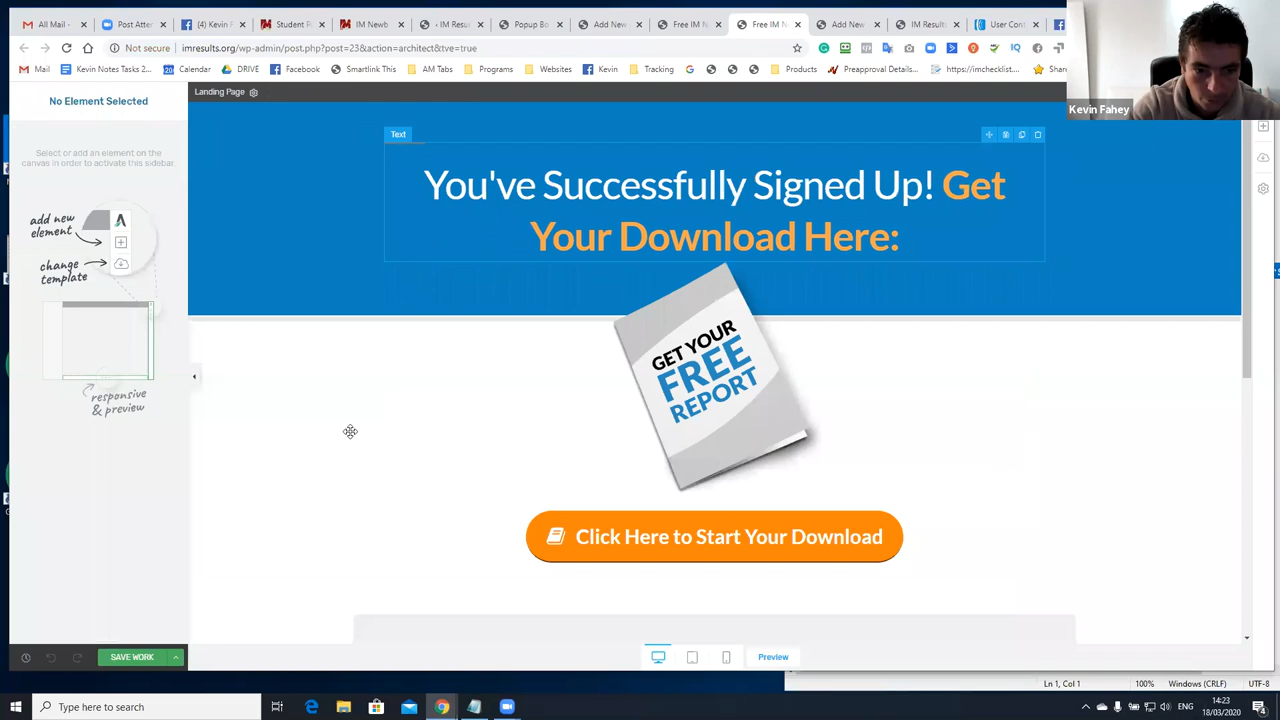 All Mail -
Post Atter
(4) Kevin F
Student R
IM Newb
- IM Resu
Popup Bo
Add New
Free IM N
Free IM N
Add New
IM Results
User Cont
Not secure
imresults.org/wp-admin/post.php?post=23&action=architect&tve=true
Mail
Kevin Notes Tasks 2...
Calendar
DRIVE
Facebook
Smartlink This
AM Tabs
Programs
Websites
Kevin
Tracking
Products
Preapproval Details...
https://imchecklist....
Share
Kevin Fahey
No Element Selected
Landing Page
Select or add an element on the
canvas in order to activate this sidebar.
add new
element
change
template
responsive
& preview
Text
You've Successfully Signed Up! Get
Your Download Here:
GET YOUR
FREE
REPORT
Click Here to Start Your Download
SAVE WORK
Preview
Ln 1, Col 1
100%
Windows (CRLF)
UTF-8
Type here to search
ENG
14:23
18/03/2020
4